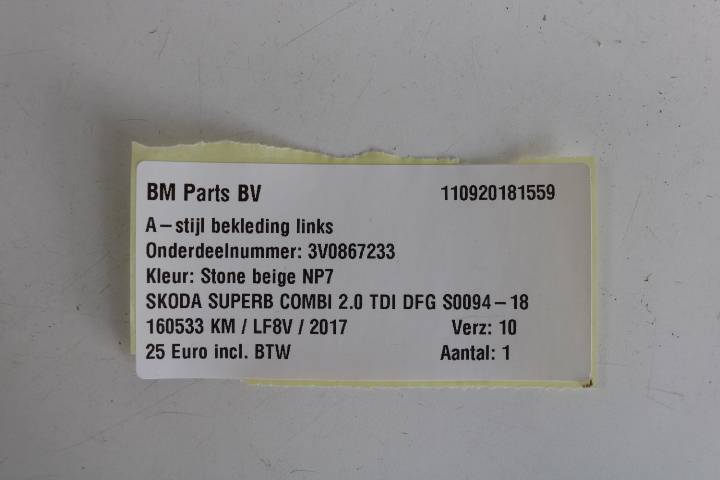 BM Parts BV 110920181559
A-stijl bekleding links
Onderdeelnummer: 3V0867233
Kleur: Stone beige NP7
SKODA SUPERB COMBI 2.0 TDI DFG S0094-18
160533 KM / LF8V / 2017 Verz: 10
25 Euro incl. BTW Aantal: 1